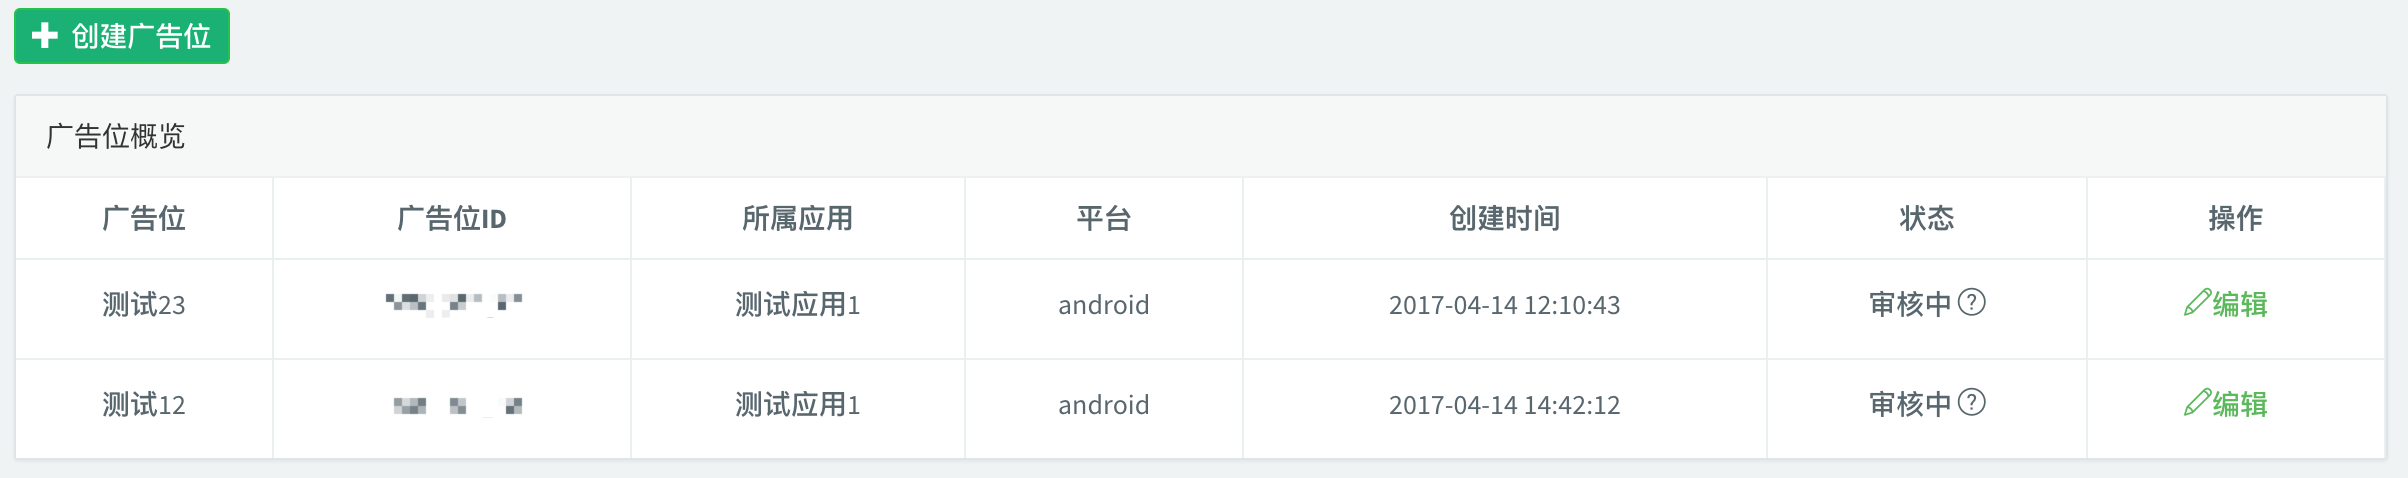 创建广告位
广告位概览
广告位 广告位ID 所属应用 平台 创建时间 状态 操作
测试23 测试应用1 android 2017-04-14 12:10:43 审核中 ? 编辑
测试12 测试应用1 android 2017-04-14 14:42:12 审核中 ? 编辑